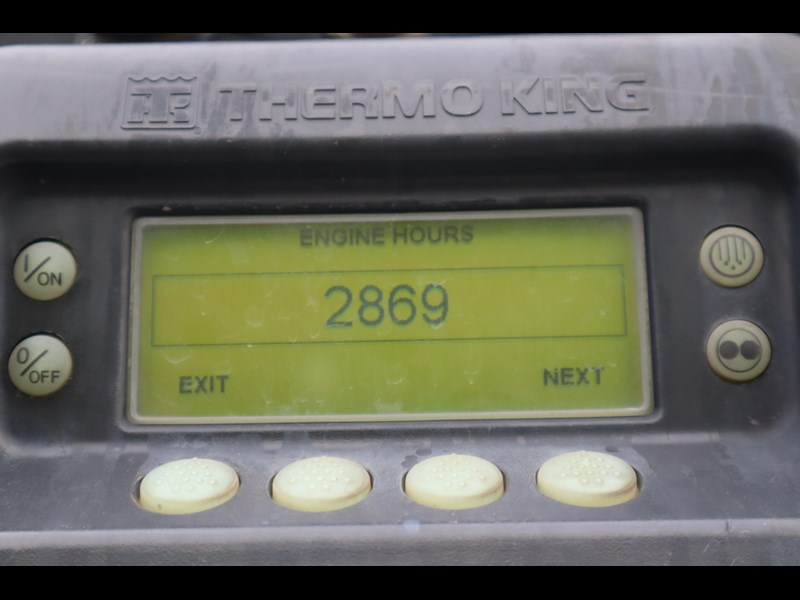 THERMO KING
ENGINE HOURS
I/ON
2869
O/OFF
EXIT NEXT